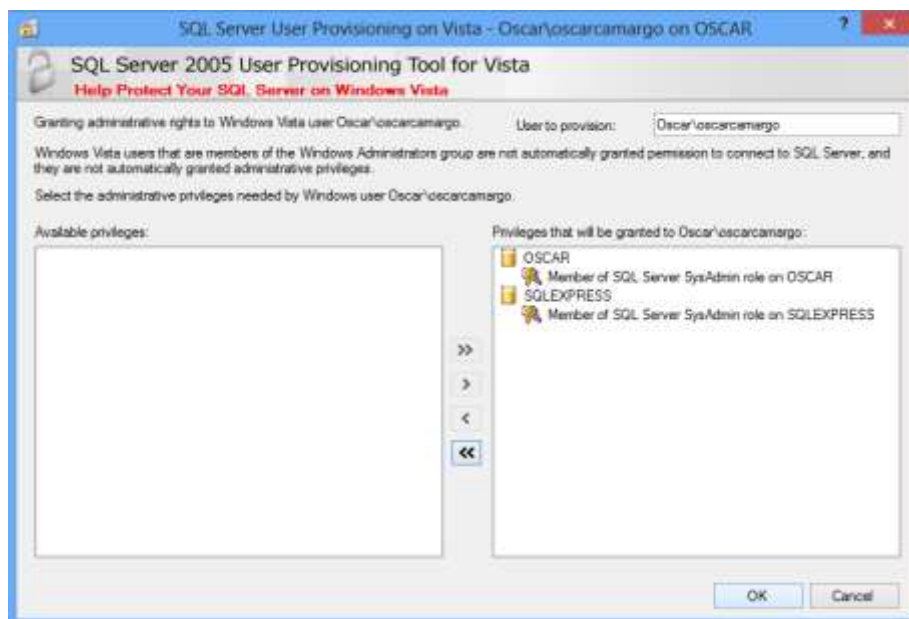 SQL Server User Provisioning on Vista - Oscar\oscarcamargo on OSCAR
?
SQL Server 2005 User Provisioning Tool for Vista
Help Protect Your SQL Server on Windows Vista
Granting administrative rights to Windows Vista user Oscar\oscarcamargo.
User to provision:
Oscar\oscarcamargo
Windows Vista users that are members of the Windows Administrators group are not automatically granted permission to connect to SQL Server, and
they are not automatically granted administrative privileges.
Select the administrative privileges needed by Windows user Oscar\oscarcamargo.
Available privileges:
Privileges that will be granted to Oscar\oscarcamargo:
OSCAR
Member of SQL Server SysAdmin role on OSCAR
SQLEXPRESS
Member of SQL Server SysAdmin role on SQLEXPRESS
>>
>
<
<<
OK
Cancel